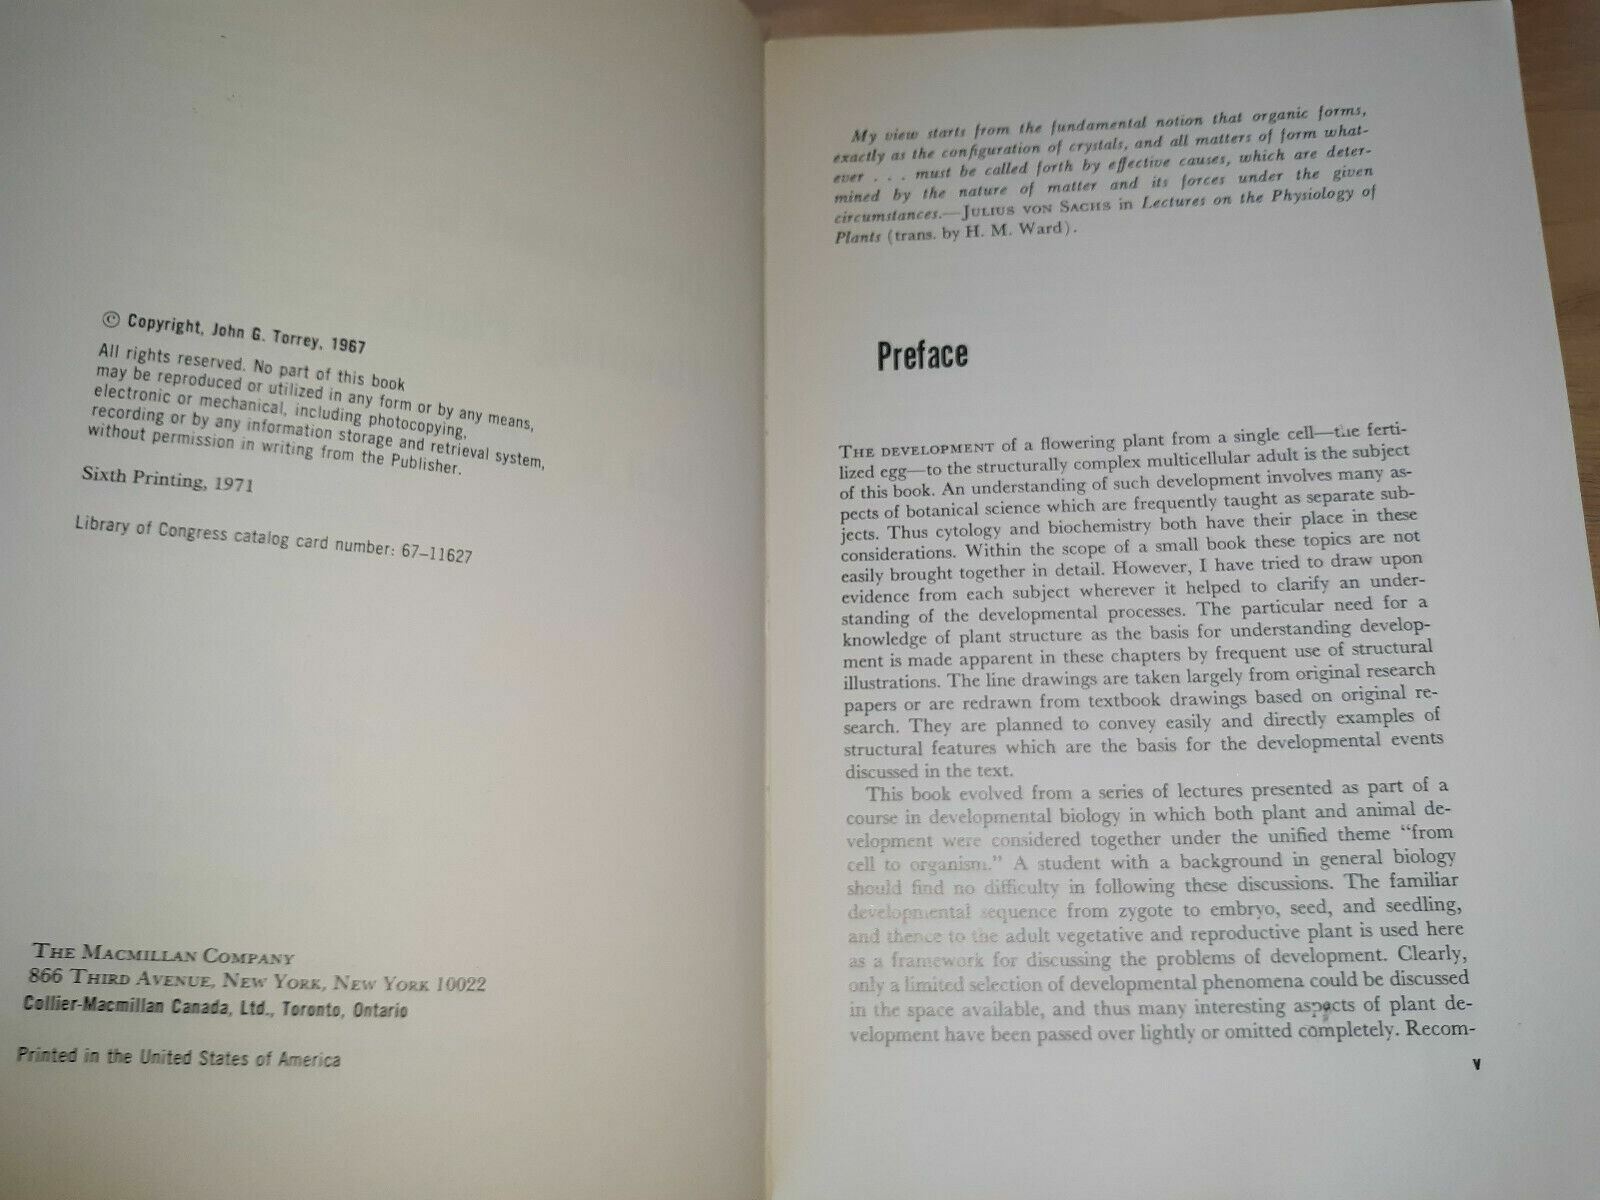 © Copyright, John G. Torrey, 1967
All rights reserved. No part of this book
may be reproduced or utilized in any form or by any means,
electronic or mechanical, including photocopying,
recording or by any information storage and retrieval system,
without permission in writing from the Publisher.
Sixth Printing, 1971
Library of Congress catalog card number: 67–11627
THE MACMILLAN COMPANY
866 THIRD AVENUE, NEW YORK, NEW YORK 10022
Collier-Macmillan Canada, Ltd., Toronto, Ontario
Printed in the United States of America
My view starts from the fundamental notion that organic forms,
exactly as the configuration of crystals, and all matters of form what-
ever . . . must be called forth by effective causes, which are deter-
mined by the nature of matter and its forces under the given
circumstances.—JULIUS VON SACHS in Lectures on the Physiology of
Plants (trans. by H. M. Ward).
Preface
THE DEVELOPMENT of a flowering plant from a single cell—the ferti-
lized egg—to the structurally complex multicellular adult is the subject
of this book. An understanding of such development involves many as-
pects of botanical science which are frequently taught as separate sub-
jects. Thus cytology and biochemistry both have their place in these
considerations. Within the scope of a small book these topics are not
easily brought together in detail. However, I have tried to draw upon
evidence from each subject wherever it helped to clarify an under-
standing of the developmental processes. The particular need for a
knowledge of plant structure as the basis for understanding develop-
ment is made apparent in these chapters by frequent use of structural
illustrations. The line drawings are taken largely from original research
papers or are redrawn from textbook drawings based on original re-
search. They are planned to convey easily and directly examples of
structural features which are the basis for the developmental events
discussed in the text.
This book evolved from a series of lectures presented as part of a
course in developmental biology in which both plant and animal de-
velopment were considered together under the unified theme “from
cell to organism.” A student with a background in general biology
should find no difficulty in following these discussions. The familiar
developmental sequence from zygote to embryo, seed, and seedling,
and thence to the adult vegetative and reproductive plant is used here
as a framework for discussing the problems of development. Clearly,
only a limited selection of developmental phenomena could be discussed
in the space available, and thus many interesting aspects of plant de-
velopment have been passed over lightly or omitted completely. Recom-
v